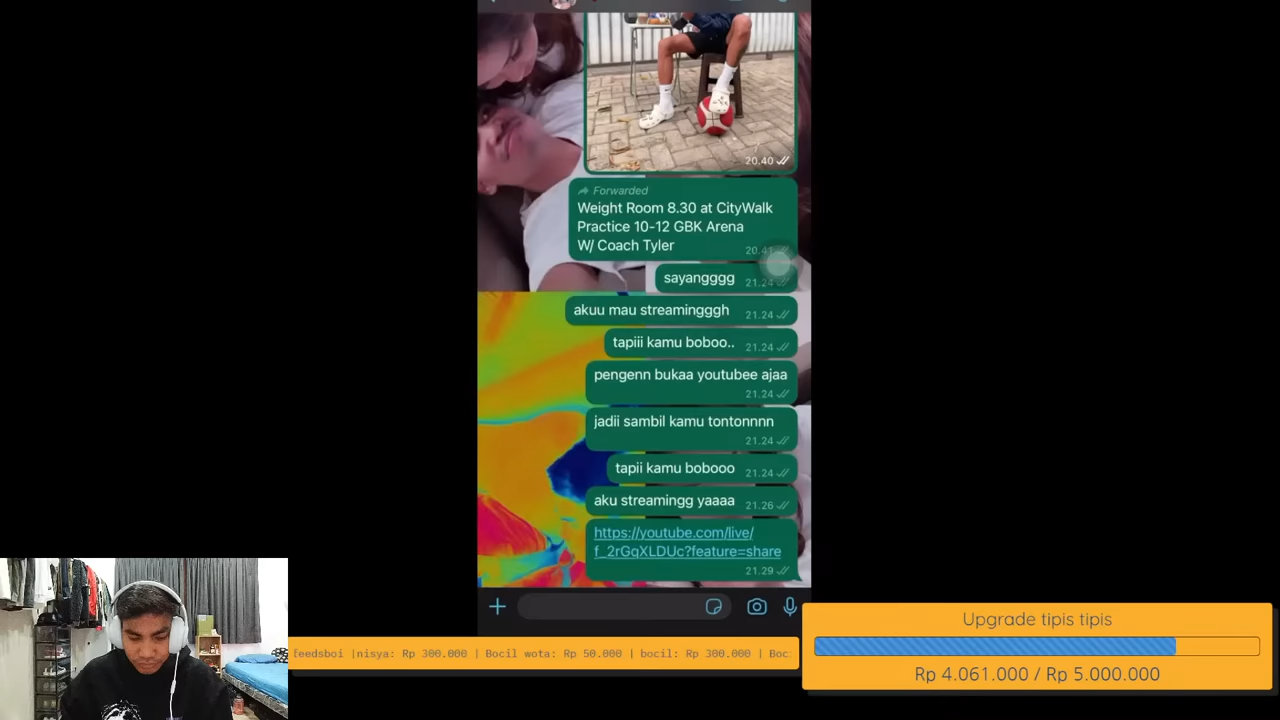 20.40
Forwarded
Weight Room 8.30 at CityWalk
Practice 10-12 GBK Arena
W/ Coach Tyler
20.41
sayangggg
21.24
akuu mau streamingggh
21.24
tapiii kamu boboo..
21.24
pengenn bukaa youtubee ajaa
21.24
jadii sambil kamu tontonnnn
21.24
tapii kamu bobooo
21.24
aku streamingg yaaaa
21.26
https://youtube.com/live/
f_2rGqXLDUc?feature=share
21.29
feedsboi |nisya: Rp 300.000 | Bocil wota: Rp 50.000 | bocil: Rp 300.000 | Boc
Upgrade tipis tipis
Rp 4.061.000 / Rp 5.000.000